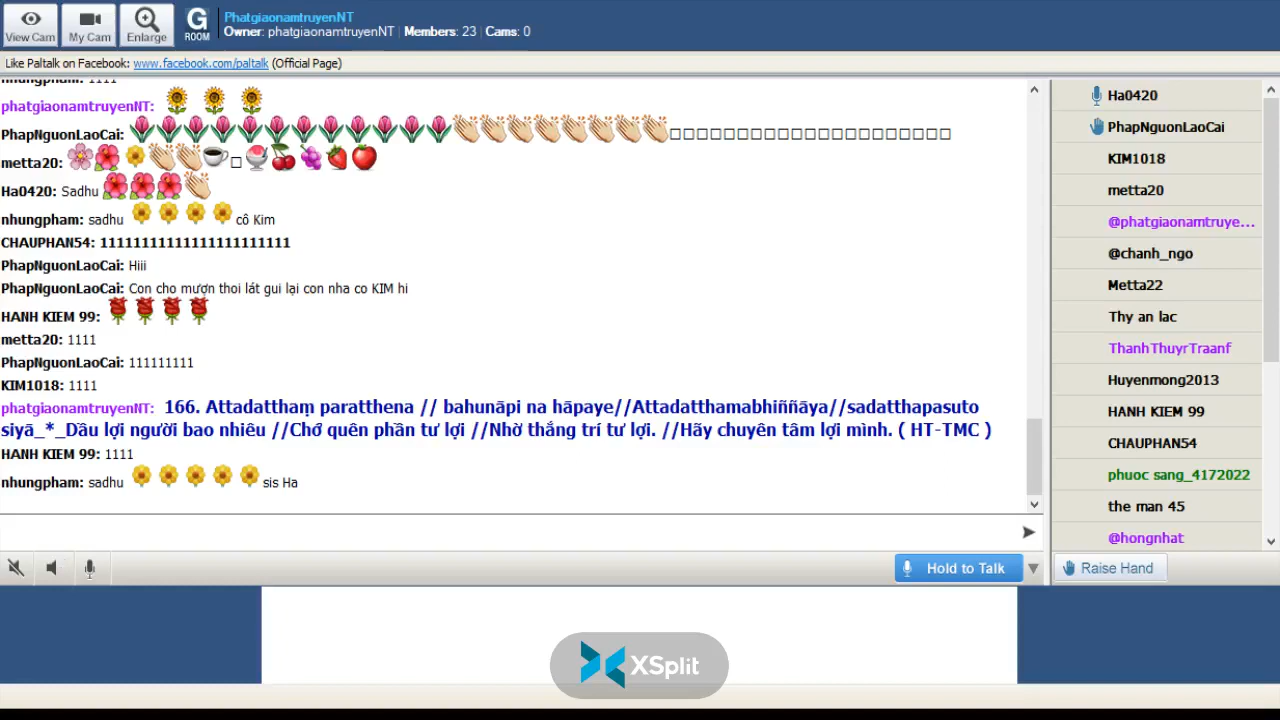 PhatgiaonamtruyenNT
Owner: phatgiaonamtruyenNT | Members: 23 | Cams: 0
View Cam
My Cam
Enlarge
G
ROOM
Like Paltalk on Facebook: www.facebook.com/paltalk (Official Page)
nhungpham: 1111
phatgiaonamtruyenNT:
PhapNguonLaoCai:
metta20:
Ha0420: Sadhu
nhungpham: sadhu cô Kim
CHAUPHAN54: 11111111111111111111111
PhapNguonLaoCai: Hiii
PhapNguonLaoCai: Con cho mượn thoi lát gui lại con nha co KIM hi
HANH KIEM 99:
metta20: 1111
PhapNguonLaoCai: 111111111
KIM1018: 1111
phatgiaonamtruyenNT: 166. Attadatthaṃ paratthena // bahunāpi na hāpaye//Attadatthamabhiññāya//sadatthapasuto
siyā_*_Dầu lợi người bao nhiêu //Chớ quên phần tư lợi //Nhờ thắng trí tư lợi. //Hãy chuyên tâm lợi mình. ( HT-TMC )
HANH KIEM 99: 1111
nhungpham: sadhu sis Ha
Hold to Talk
Ha0420
PhapNguonLaoCai
KIM1018
metta20
@phatgiaonamtruye...
@chanh_ngo
Metta22
Thy an lac
ThanhThuyrTraanf
Huyenmong2013
HANH KIEM 99
CHAUPHAN54
phuoc sang_4172022
the man 45
@hongnhat
Raise Hand
XSplit